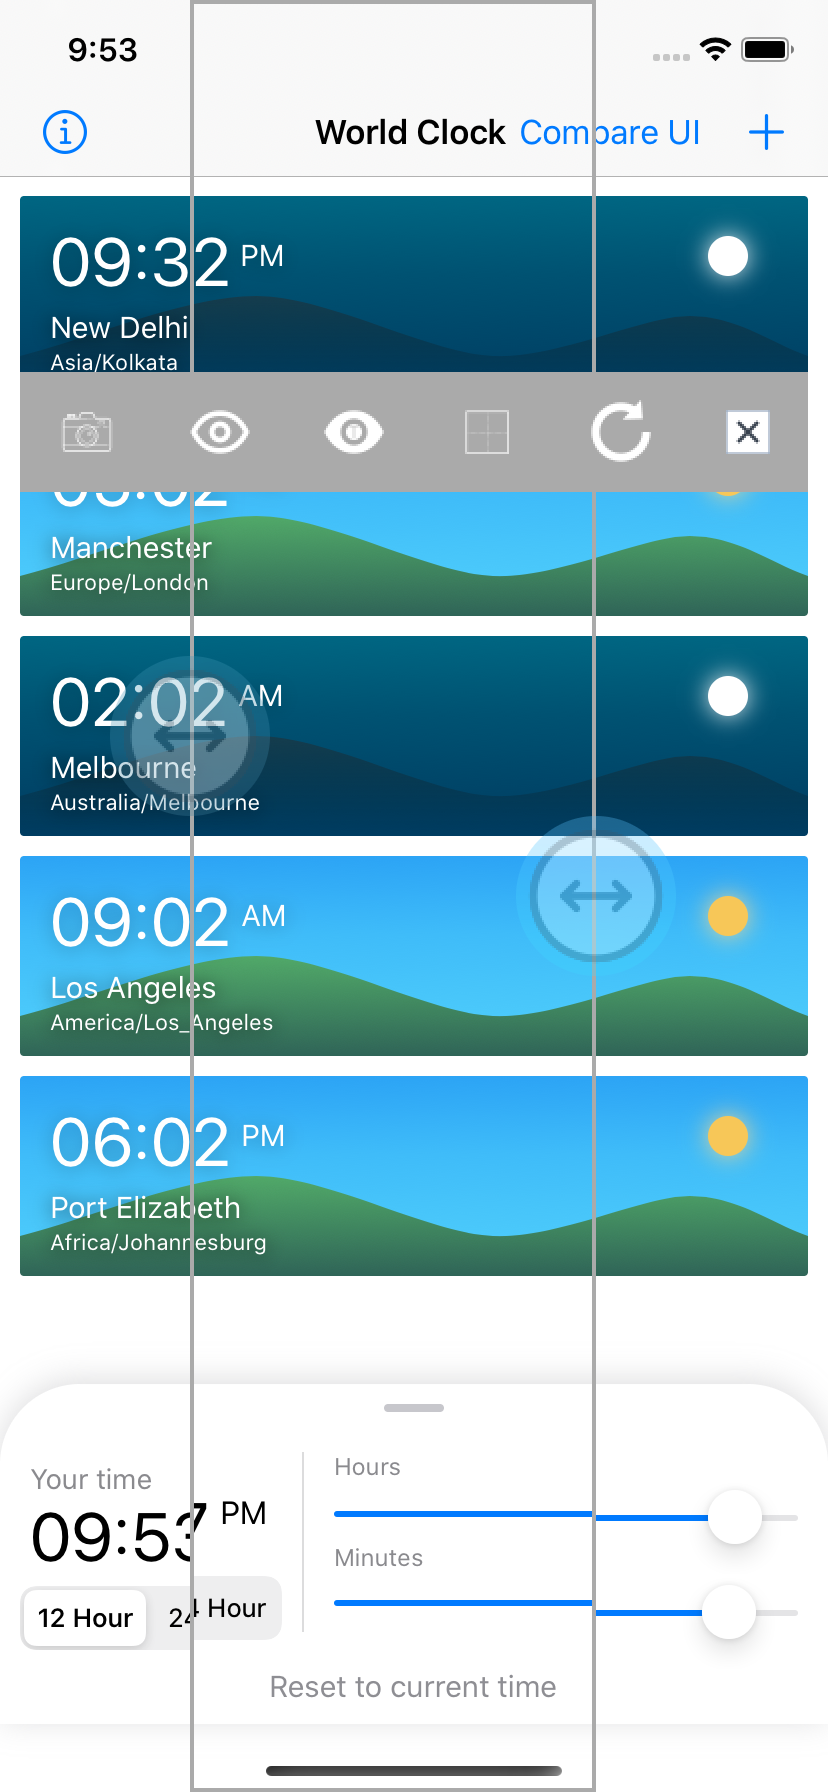 9:53
World Clock Compare UI
09:32 PM
New Delhi
Asia/Kolkata
Manchester
Europe/London
02:02 AM
Melbourne
Australia/Melbourne
09:02 AM
Los Angeles
America/Los_Angeles
06:02 PM
Port Elizabeth
Africa/Johannesburg
Your time
09:57 PM
12 Hour
24 Hour
Hours
Minutes
Reset to current time